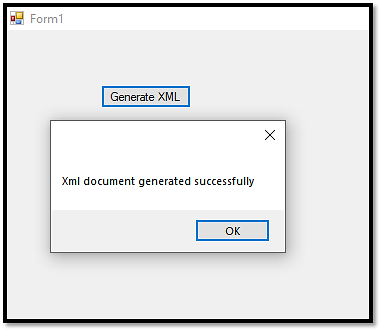 Form1
Generate XML
Xml document generated successfully
OK